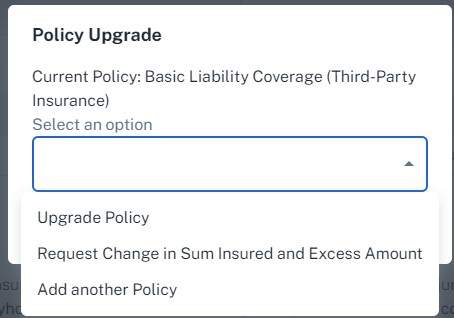 Policy Upgrade
Current Policy: Basic Liability Coverage (Third-Party
Insurance)
Select an option
Upgrade Policy
Request Change in Sum Insured and Excess Amount
Add another Policy